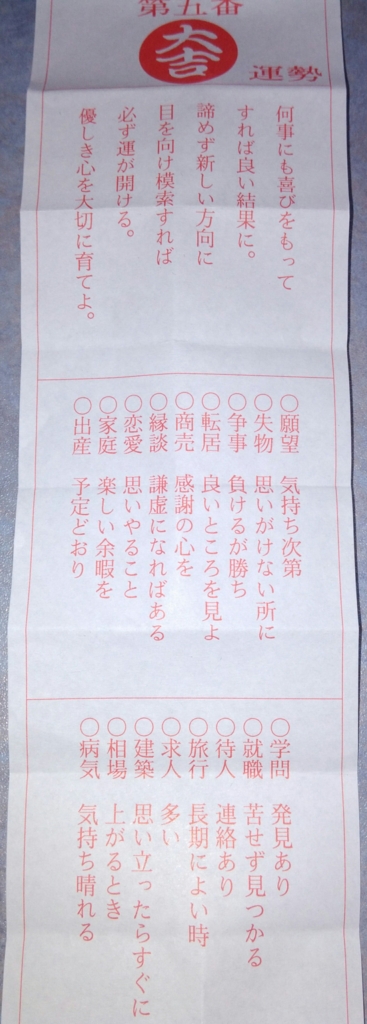 第五番
大吉
運勢
何事にも喜びをもって
すれば良い結果に。
諦めず新しい方向に
目を向け模索すれば
必ず運が開ける。
優しき心を大切に育てよ。
○願望 気持ち次第
○失物 思いがけない所に
○争事 負けるが勝ち
○転居 良いところを見よ
○商売 感謝の心を
○縁談 謙虚になればある
○恋愛 思いやること
○家庭 楽しい余暇を
○出産 予定どおり
○学問 発見あり
○就職 苦せず見つかる
○待人 連絡あり
○旅行 長期によい時
○求人 多い
○建築 思い立ったらすぐに
○相場 上がるとき
○病気 気持ち晴れる